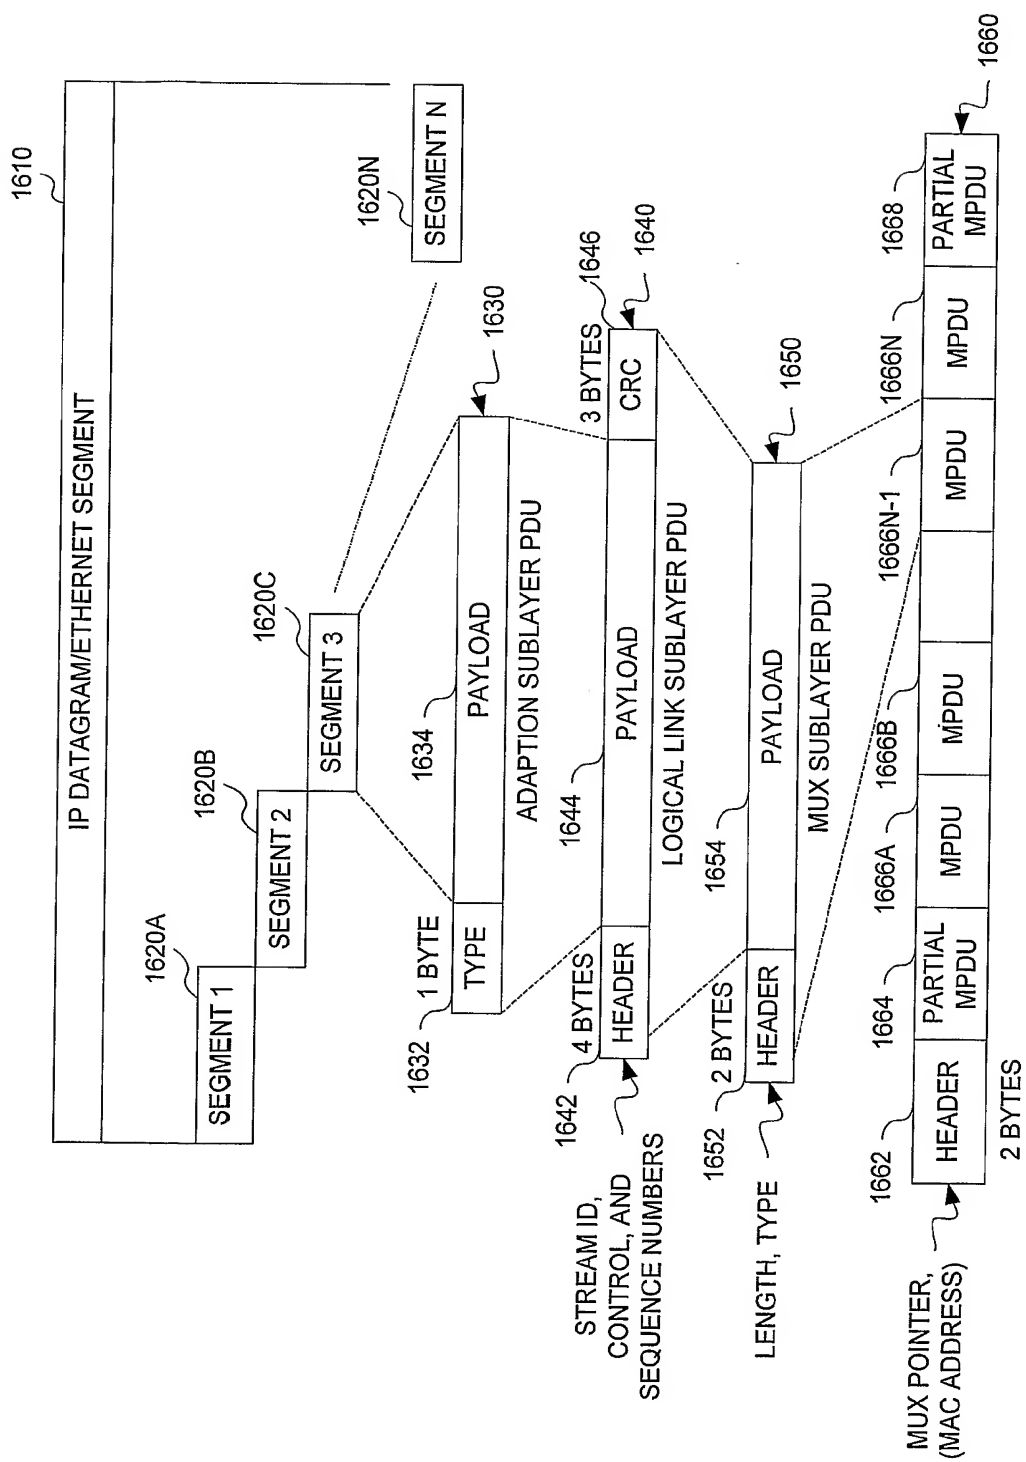 1610
IP DATAGRAM/ETHERNET SEGMENT
1620A
SEGMENT 1
1620B
SEGMENT 2
1620C
SEGMENT 3
1620N
SEGMENT N
1632
1 BYTE
TYPE
1634
PAYLOAD
1630
ADAPTION SUBLAYER PDU
1642
4 BYTES
HEADER
1644
PAYLOAD
3 BYTES
CRC
1646
1640
LOGICAL LINK SUBLAYER PDU
STREAM ID,
CONTROL, AND
SEQUENCE NUMBERS
1652
2 BYTES
HEADER
1654
PAYLOAD
1650
MUX SUBLAYER PDU
LENGTH, TYPE
1662
HEADER
2 BYTES
1664
PARTIAL
MPDU
1666A
MPDU
1666B
MPDU
1666N-1
MPDU
1666N
MPDU
1668
PARTIAL
MPDU
1660
MUX POINTER,
(MAC ADDRESS)